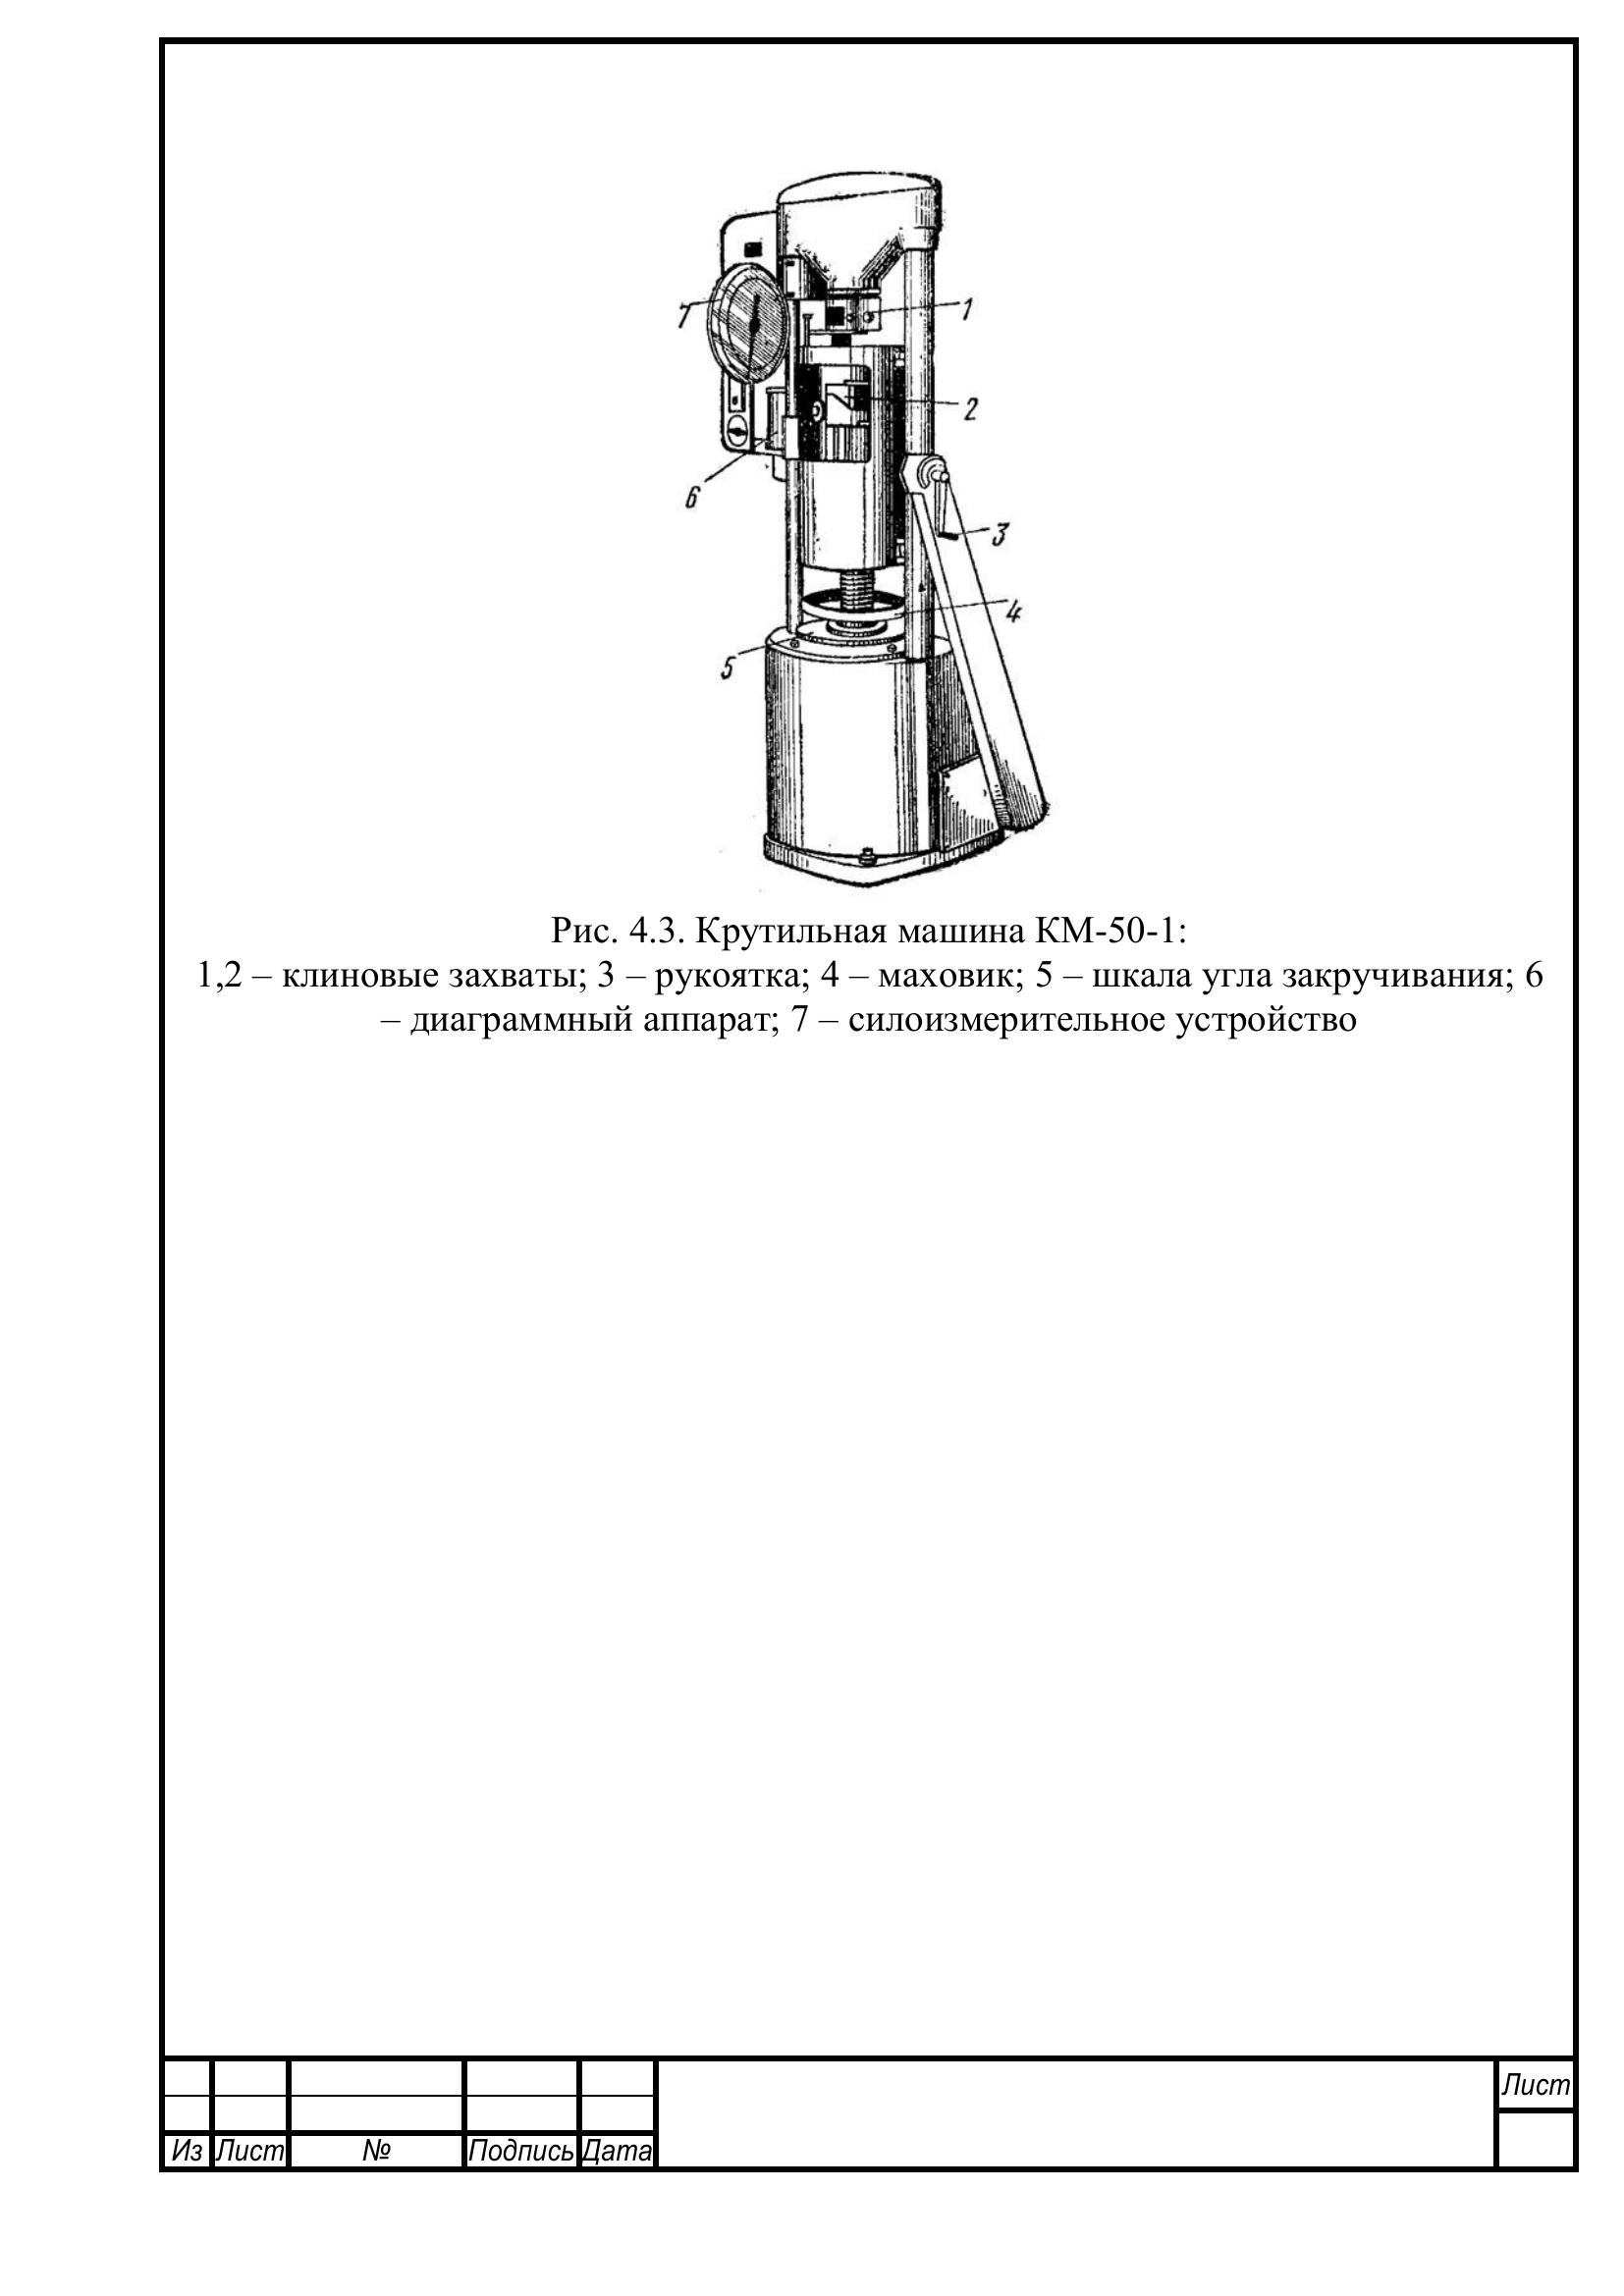 7
1
2
6
3
4
5
Рис. 4.3. Крутильная машина КМ-50-1:
1,2 – клиновые захваты; 3 – рукоятка; 4 – маховик; 5 – шкала угла закручивания; 6
– диаграммный аппарат; 7 – силоизмерительное устройство
Лист
Из Лист № Подпись Дата